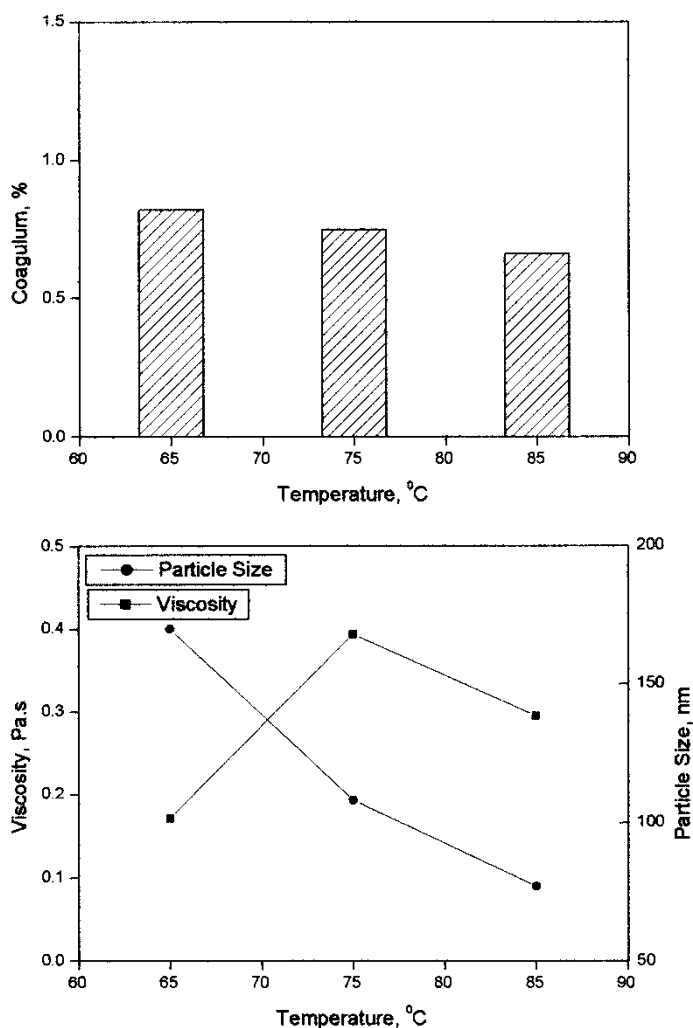 1.5
1.0
0.5
0.0
Coagulum, %
60 65 70 75 80 85 90
Temperature, °C
0.5
0.4
0.3
0.2
0.1
0.0
Viscosity, Pa.s
Particle Size
Viscosity
200
150
100
50
Particle Size, nm
60 65 70 75 80 85 90
Temperature, °C